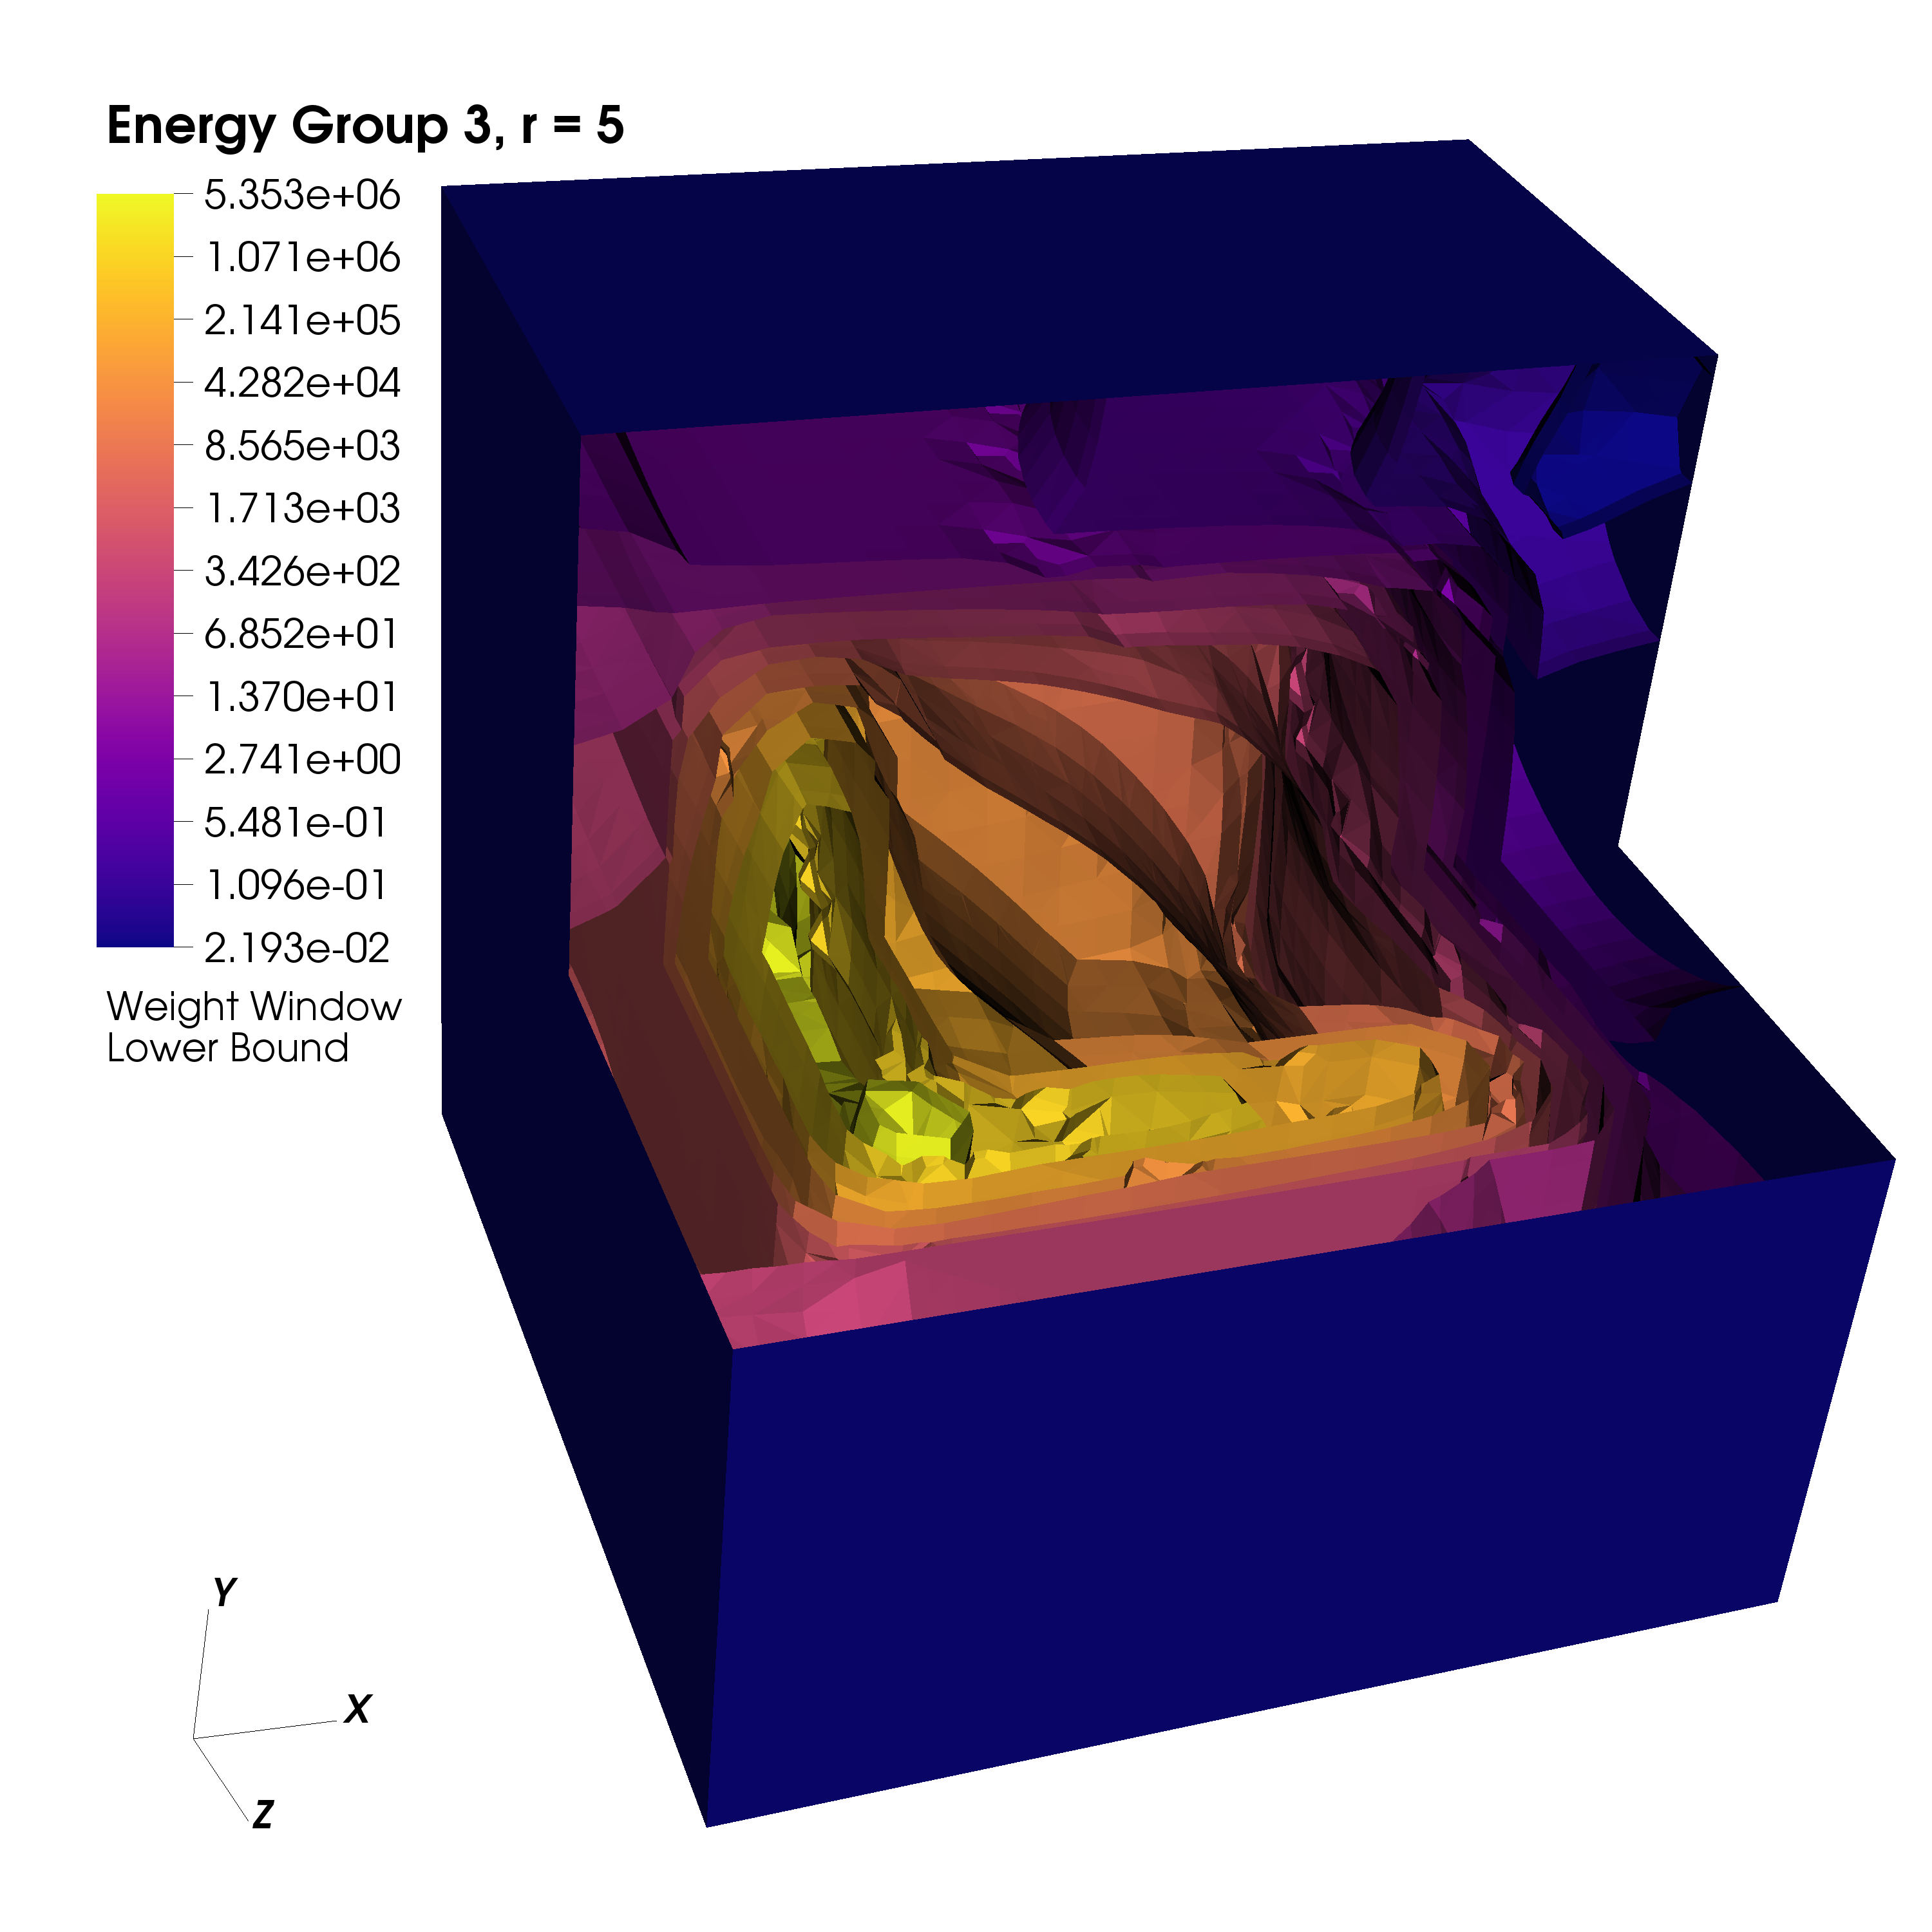 Energy Group 3, r = 5
5.353e+06
1.071e+06
2.141e+05
4.282e+04
8.565e+03
1.713e+03
3.426e+02
6.852e+01
1.370e+01
2.741e+00
5.481e-01
1.096e-01
2.193e-02
Weight Window
Lower Bound
Y
X
Z